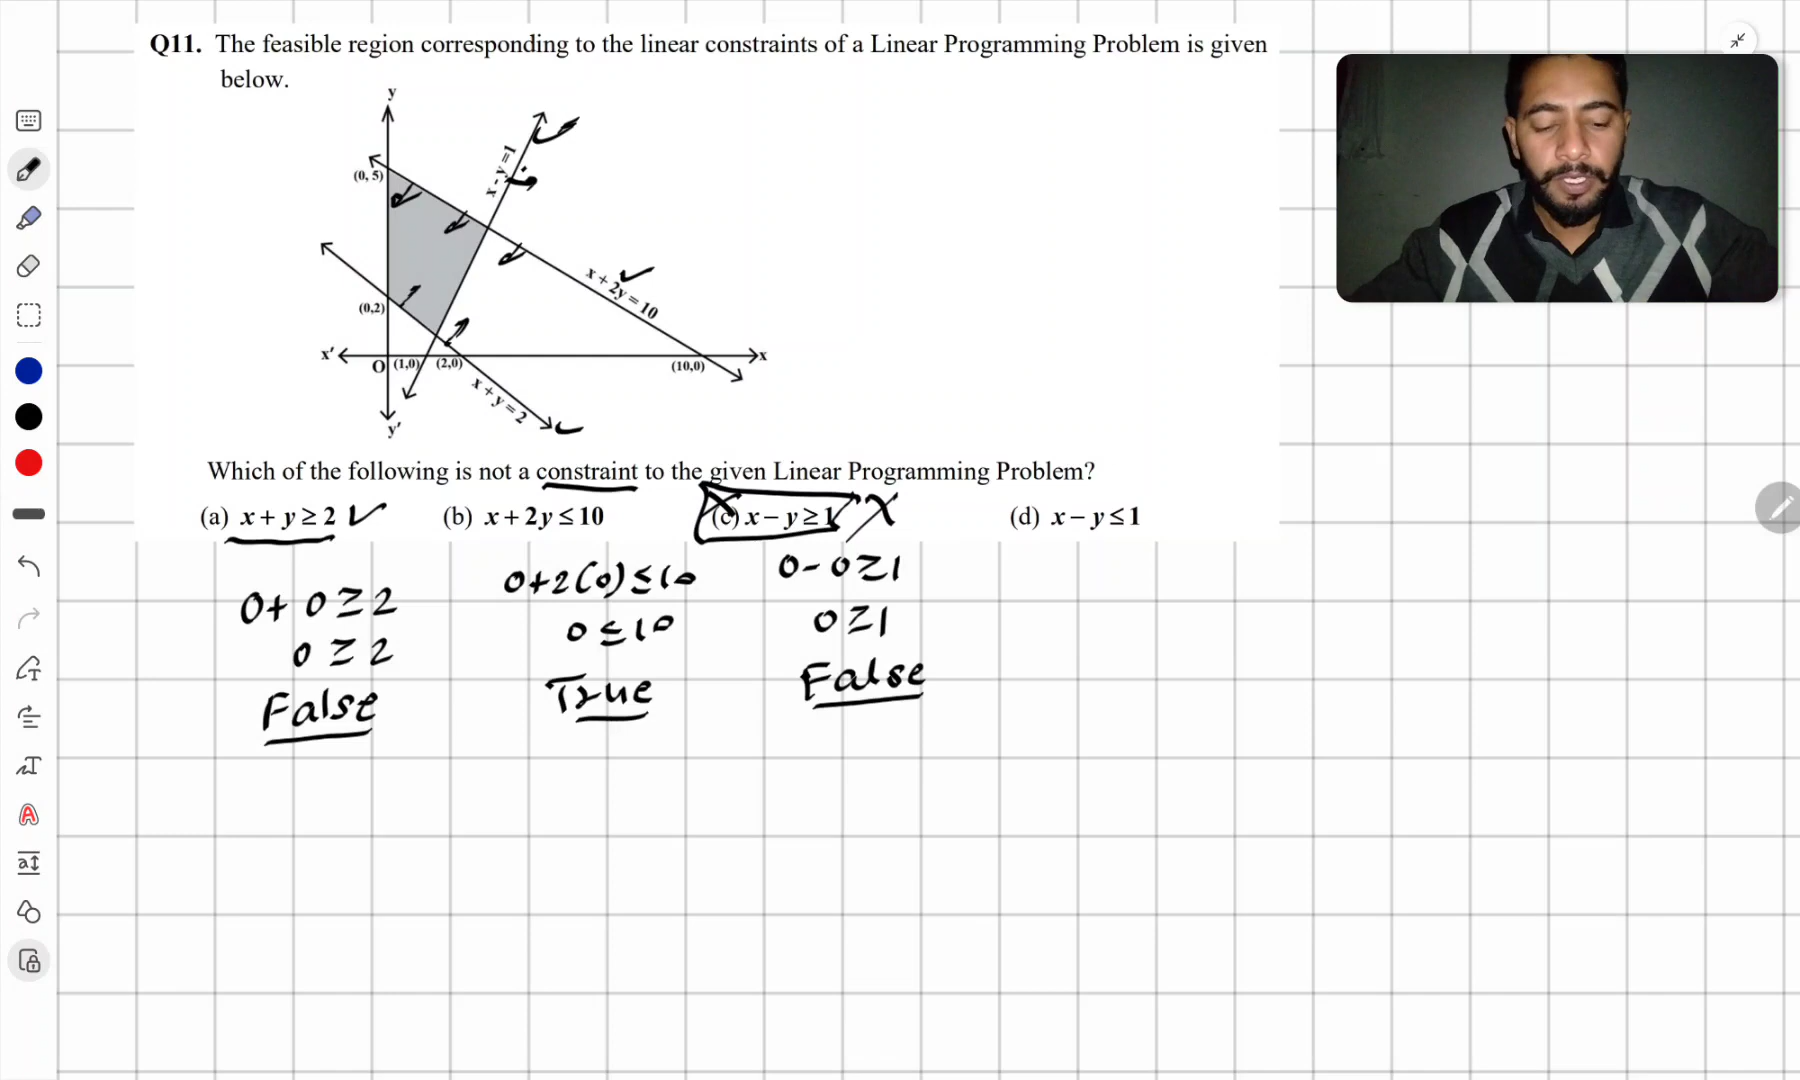 Q11. The feasible region corresponding to the linear constraints of a Linear Programming Problem is given
below.
y
x - y = 1
(0, 5)
x + 2y = 10
(0,2)
x'
x
O
(1,0)
(2,0)
(10,0)
x + y = 2
y'
Which of the following is not a constraint to the given Linear Programming Problem?
(a) x + y ≥ 2 (b) x + 2y ≤ 10 (c) x − y ≥ 1 (d) x − y ≤ 1
0+ 0 ≥ 2
0 ≥ 2
False
0+2(0) ≤ 10
0 ≤ 10
True
0- 0 ≥ 1
0 ≥ 1
False